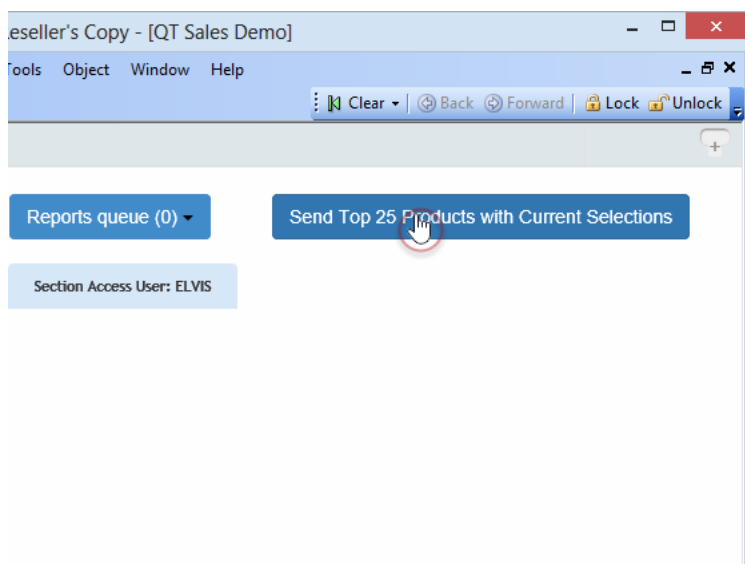 eseller's Copy - [QT Sales Demo]
Tools Object Window Help
Clear Back Forward Lock Unlock
Reports queue (0) Send Top 25 Products with Current Selections
Section Access User: ELVIS